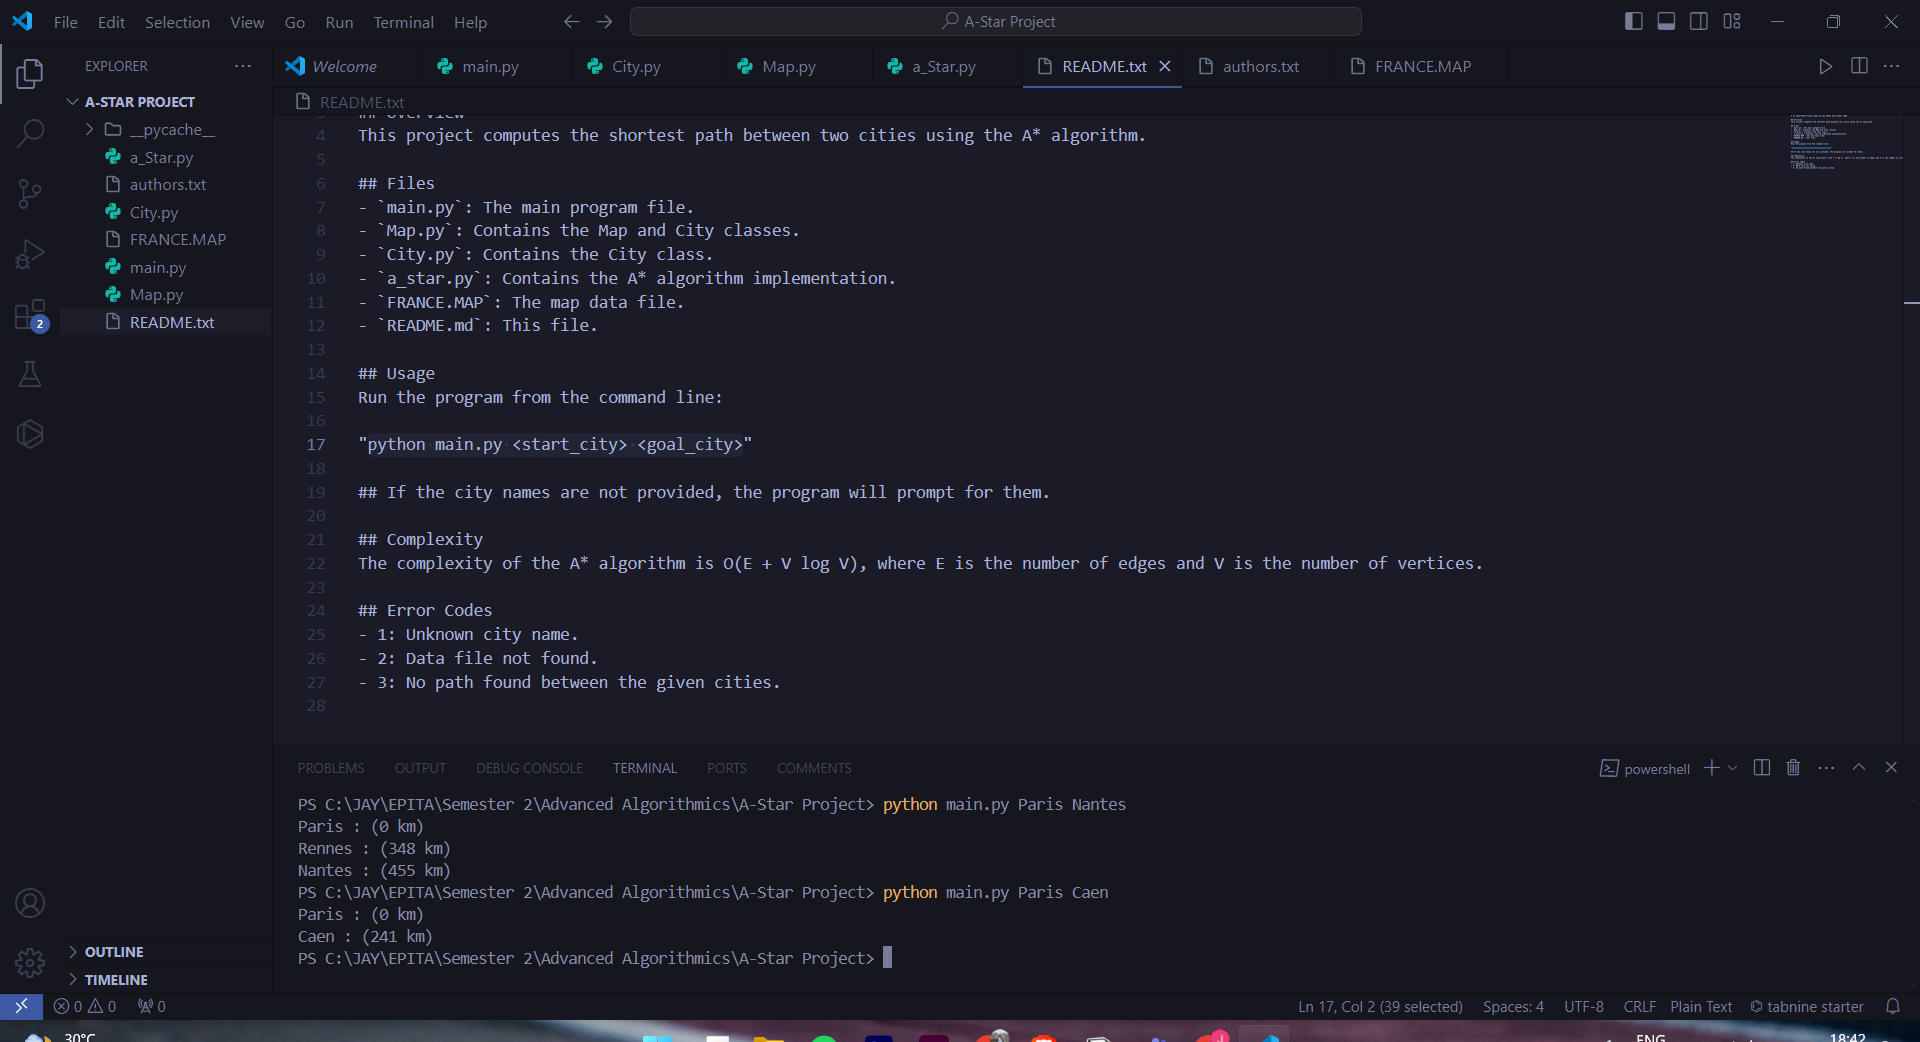 File Edit Selection View Go Run Terminal Help
A-Star Project
EXPLORER
Welcome main.py City.py Map.py a_Star.py README.txt authors.txt FRANCE.MAP
A-STAR PROJECT
README.txt
__pycache__
a_Star.py
authors.txt
City.py
FRANCE.MAP
main.py
Map.py
README.txt
2
OUTLINE
TIMELINE
3 ## Overview
4 This project computes the shortest path between two cities using the A* algorithm.
5
6 ## Files
7 - `main.py`: The main program file.
8 - `Map.py`: Contains the Map and City classes.
9 - `City.py`: Contains the City class.
10 - `a_star.py`: Contains the A* algorithm implementation.
11 - `FRANCE.MAP`: The map data file.
12 - `README.md`: This file.
13
14 ## Usage
15 Run the program from the command line:
16
17 "python main.py <start_city> <goal_city>"
18
19 ## If the city names are not provided, the program will prompt for them.
20
21 ## Complexity
22 The complexity of the A* algorithm is O(E + V log V), where E is the number of edges and V is the number of vertices.
23
24 ## Error Codes
25 - 1: Unknown city name.
26 - 2: Data file not found.
27 - 3: No path found between the given cities.
28
PROBLEMS OUTPUT DEBUG CONSOLE TERMINAL PORTS COMMENTS
powershell
PS C:\JAY\EPITA\Semester 2\Advanced Algorithmics\A-Star Project> python main.py Paris Nantes
Paris : (0 km)
Rennes : (348 km)
Nantes : (455 km)
PS C:\JAY\EPITA\Semester 2\Advanced Algorithmics\A-Star Project> python main.py Paris Caen
Paris : (0 km)
Caen : (241 km)
PS C:\JAY\EPITA\Semester 2\Advanced Algorithmics\A-Star Project>
0 0 0
Ln 17, Col 2 (39 selected) Spaces: 4 UTF-8 CRLF Plain Text tabnine starter
30°C ENG 18:42